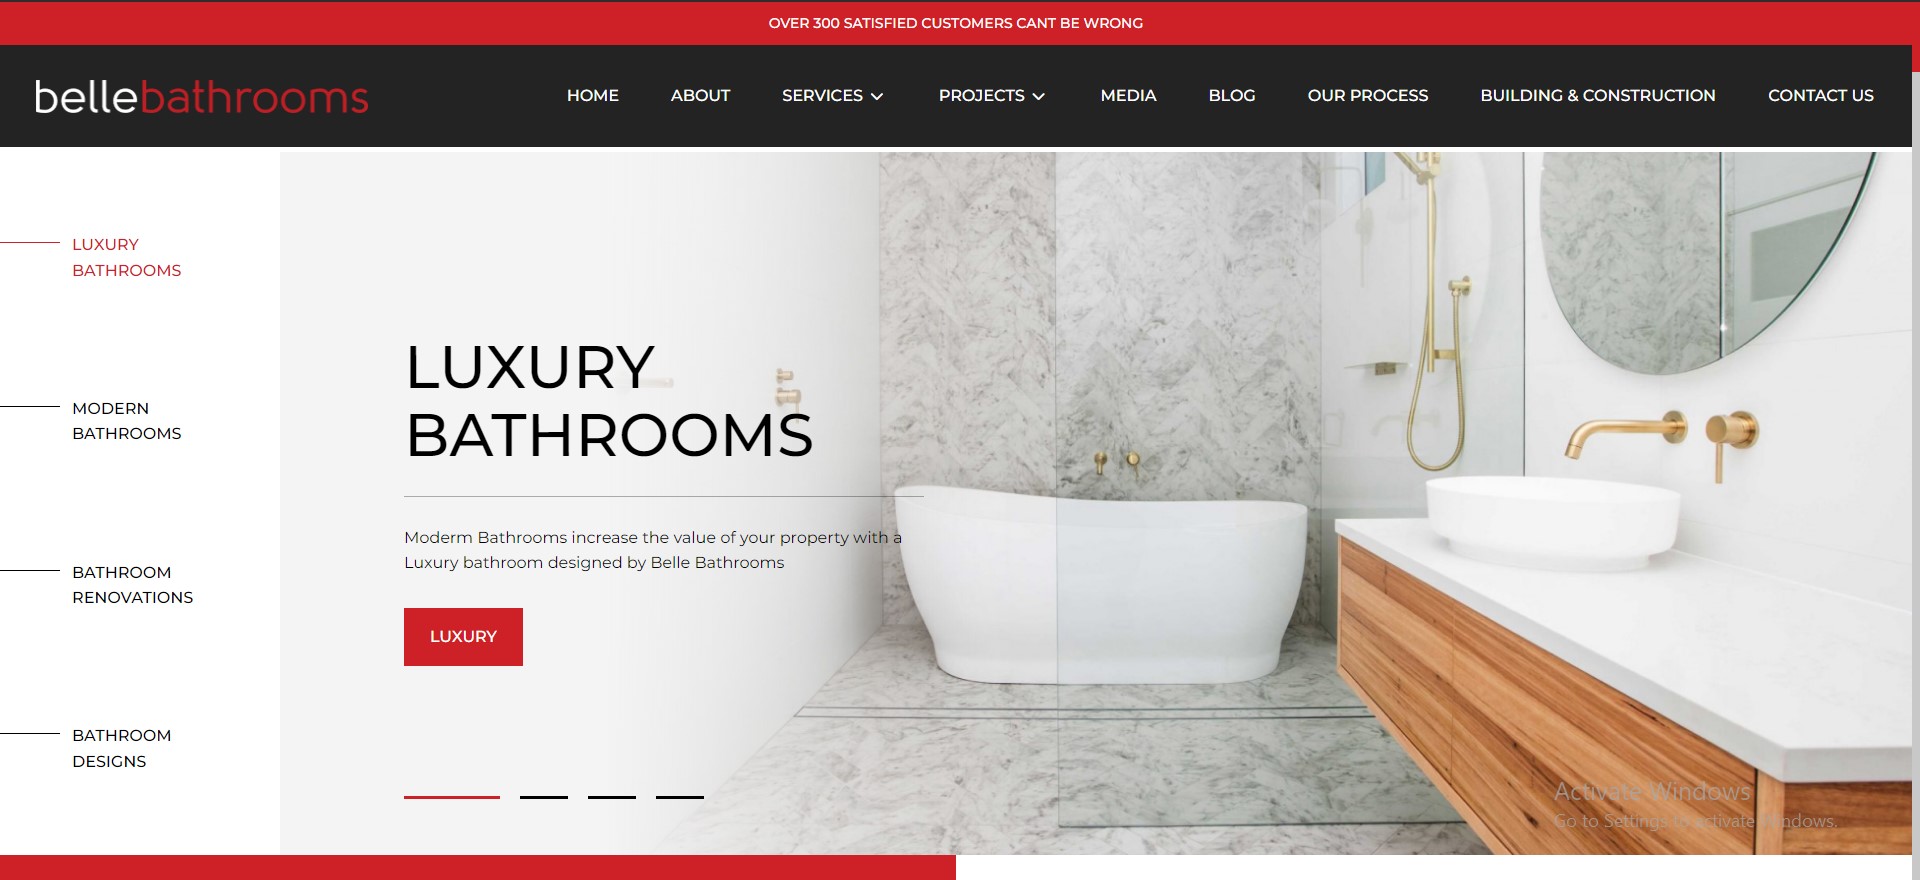 OVER 300 SATISFIED CUSTOMERS CANT BE WRONG
bellebathrooms
HOME ABOUT SERVICES PROJECTS MEDIA BLOG OUR PROCESS BUILDING & CONSTRUCTION CONTACT US
LUXURY
BATHROOMS
MODERN
BATHROOMS
BATHROOM
RENOVATIONS
BATHROOM
DESIGNS
LUXURY
BATHROOMS
Moderm Bathrooms increase the value of your property with a
Luxury bathroom designed by Belle Bathrooms
LUXURY
Activate Windows
Go to Settings to activate Windows.